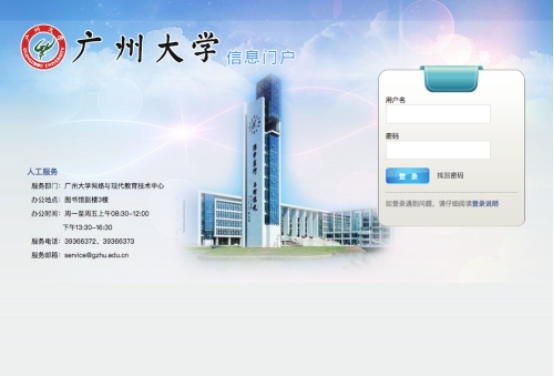 广州大学 信息门户
用户名
密码
登 录 找回密码
如登录遇到问题，请仔细阅读登录说明
人工服务
服务部门：广州大学网络与现代教育技术中心
办公地点：图书馆副楼3楼
办公时间：周一至周五上午08:30-12:00
下午13:30-16:30
服务电话：39366372、39366373
服务邮箱：service@gzhu.edu.cn